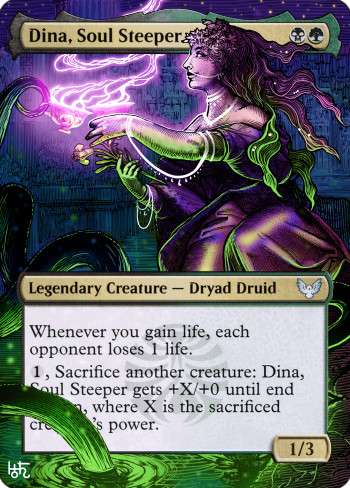 Dina, Soul Steeper
Legendary Creature — Dryad Druid
Whenever you gain life, each
opponent loses 1 life.
1, Sacrifice another creature: Dina,
Soul Steeper gets +X/+0 until end
, where X is the sacrificed
power.
1/3